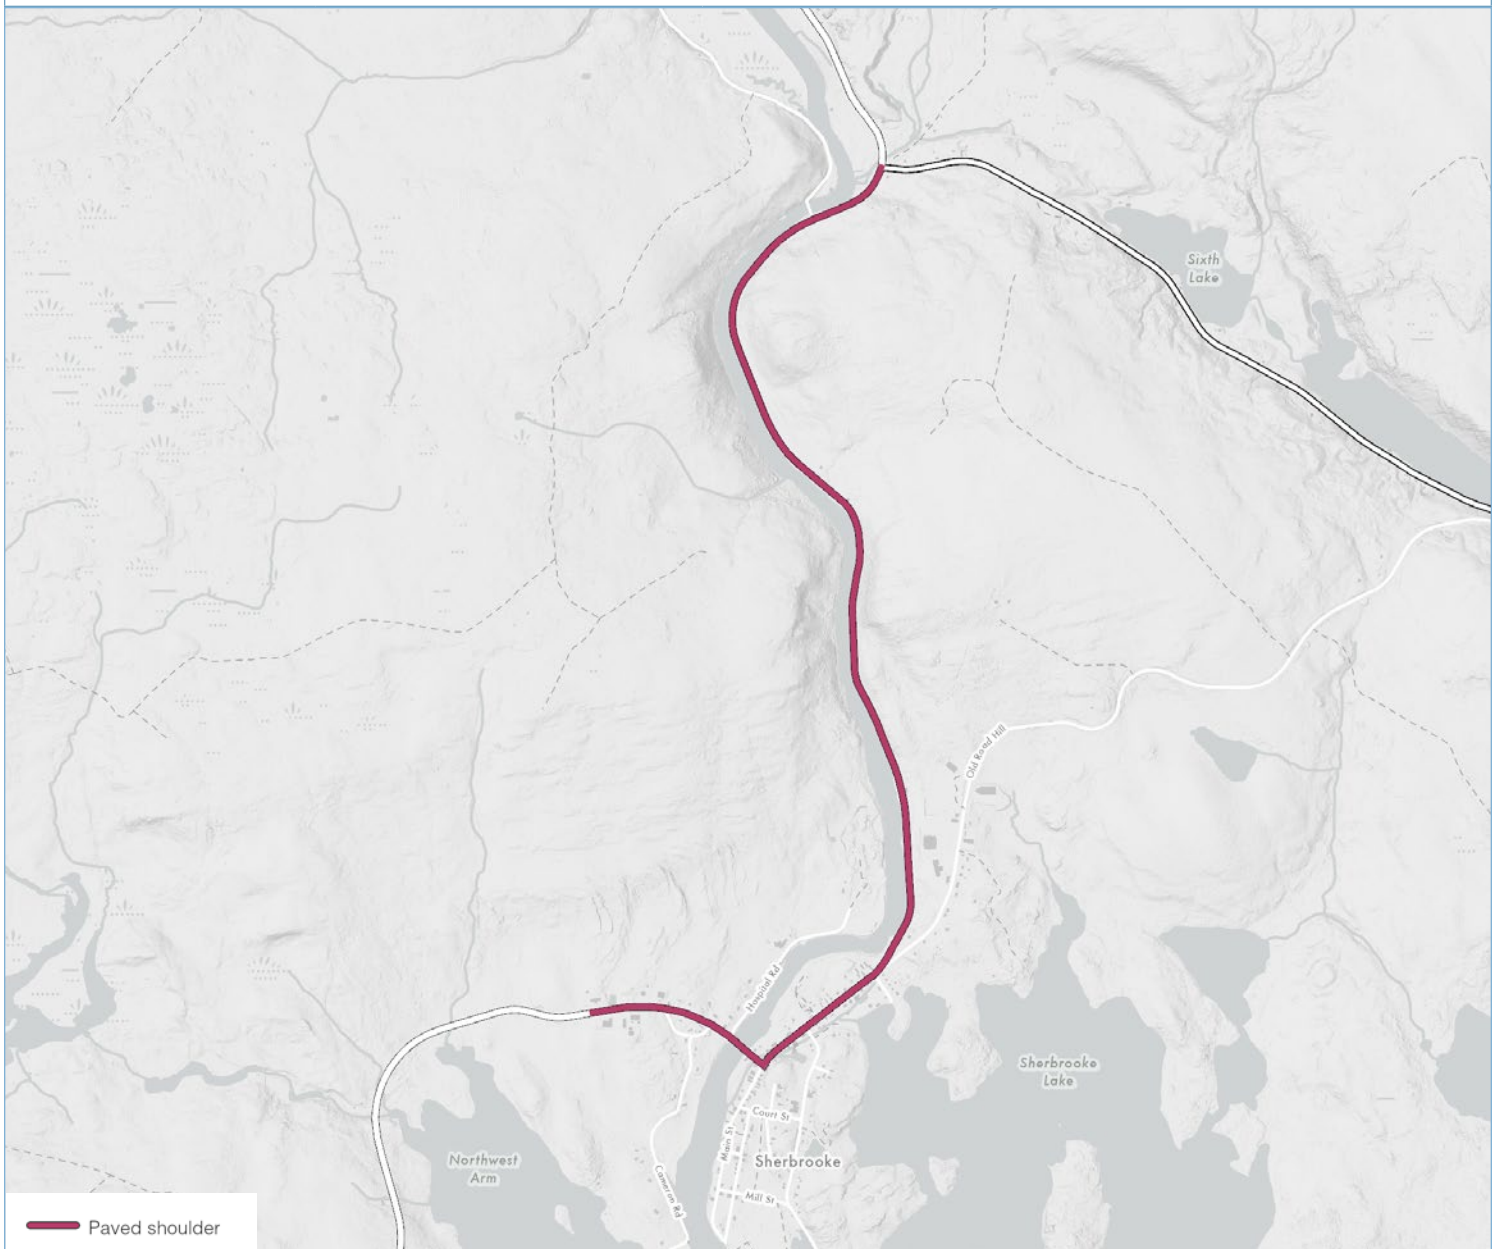 Sixth
Lake
Old Road Hill
Hospital Rd
Sherbrooke
Lake
Court St
Main St
Sherbrooke
Northwest
Arm
Cameron Rd
Mill St
Paved shoulder